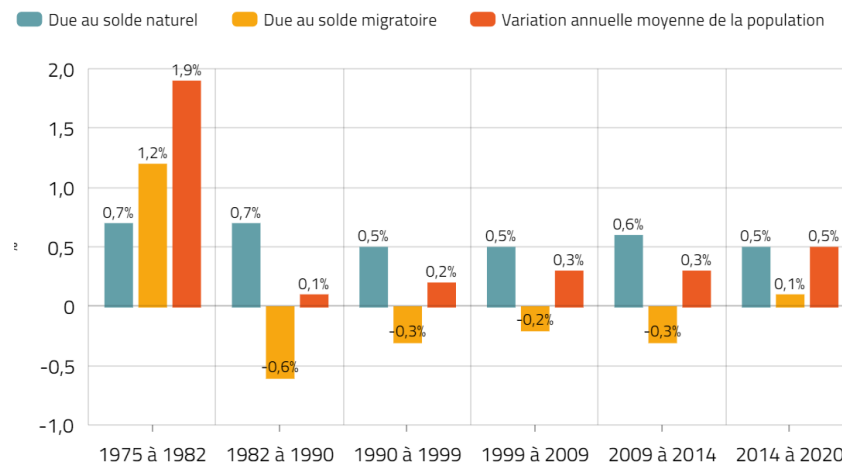 Due au solde naturel Due au solde migratoire Variation annuelle moyenne de la population
2,0
1,9%
1,5
1,2%
1,0
0,7% 0,7% 0,5% 0,5% 0,6% 0,5% 0,5%
0,5
0,1% 0,2% 0,3% 0,3% 0,1%
0
-0,6% -0,3% -0,2% -0,3%
-0,5
-1,0
1975 à 1982 1982 à 1990 1990 à 1999 1999 à 2009 2009 à 2014 2014 à 2020